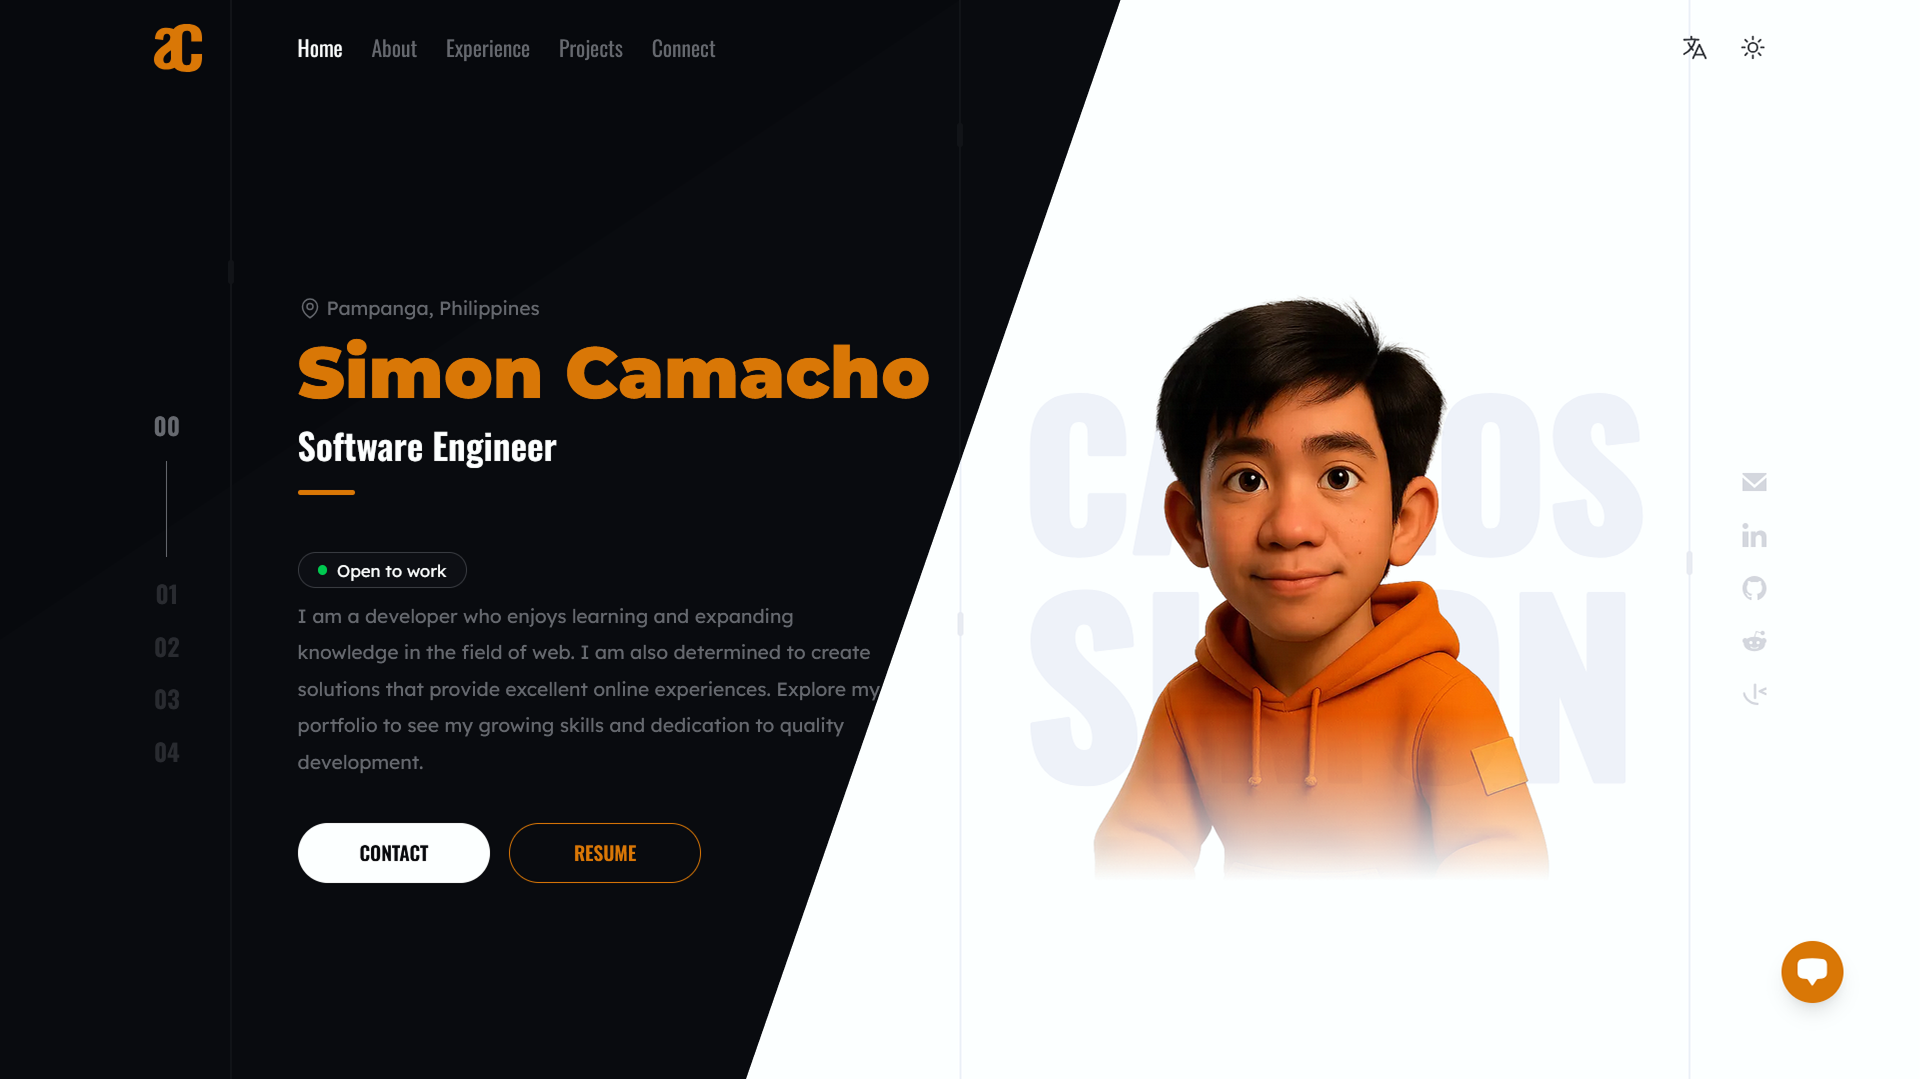 aC
Home About Experience Projects Connect
Pampanga, Philippines
Simon Camacho
Software Engineer
00
01
02
03
04
Open to work
I am a developer who enjoys learning and expanding
knowledge in the field of web. I am also determined to create
solutions that provide excellent online experiences. Explore my
portfolio to see my growing skills and dedication to quality
development.
CONTACT
RESUME
in